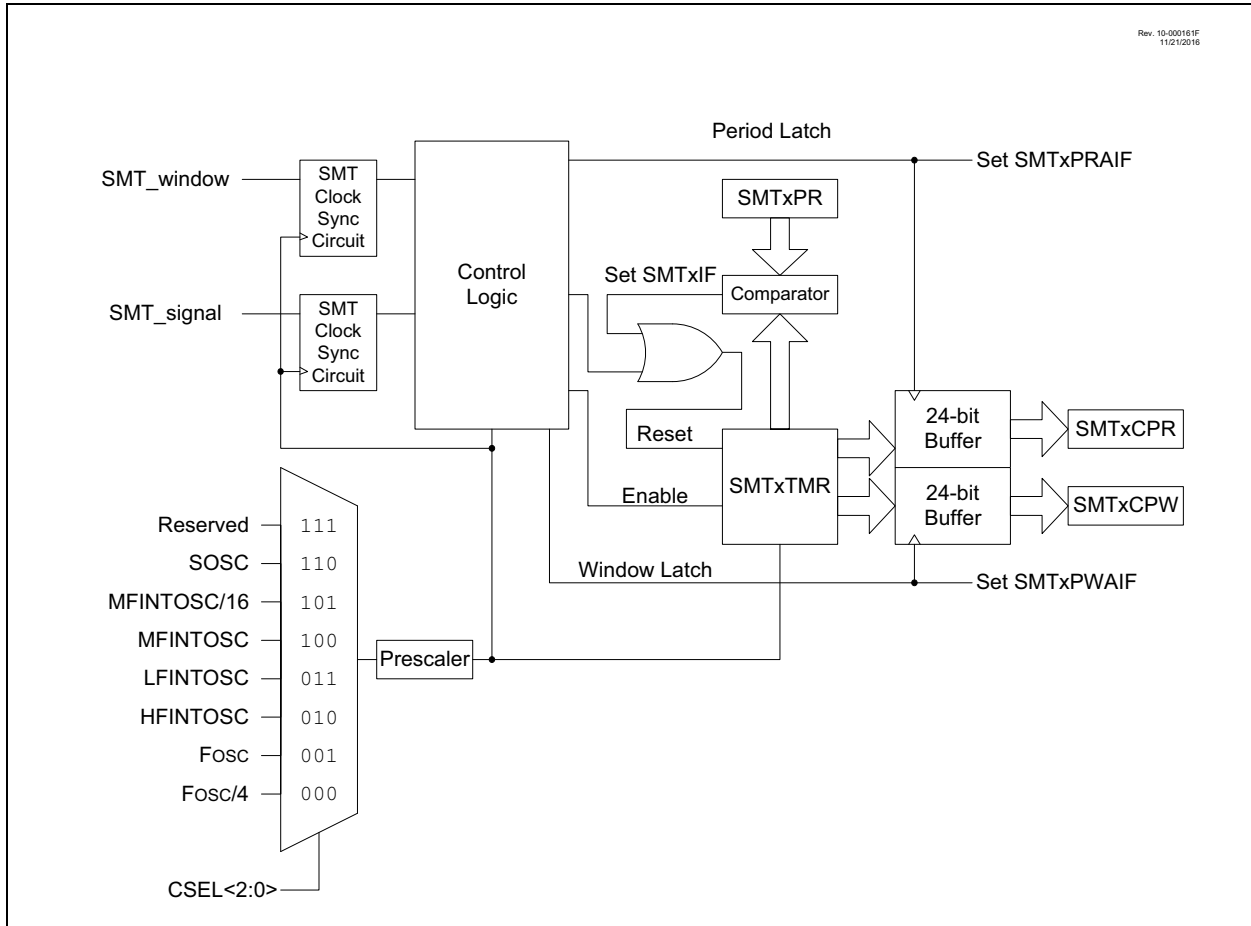 Rev. 10-000161F
11/21/2016
Period Latch
SMT_window
SMT
Clock
Sync
Circuit
Set SMTxPRAIF
SMTxPR
Control
Logic
Set SMTxIF
Comparator
SMT_signal
SMT
Clock
Sync
Circuit
Reset
24-bit
Buffer
SMTxCPR
SMTxTMR
Enable
24-bit
Buffer
SMTxCPW
Window Latch
Set SMTxPWAIF
Reserved 111
SOSC 110
MFINTOSC/16 101
MFINTOSC 100
LFINTOSC 011
HFINTOSC 010
FOSC 001
FOSC/4 000
Prescaler
CSEL<2:0>